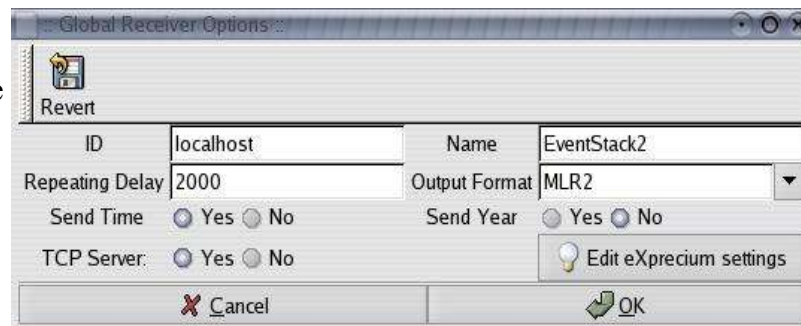 :: Global Receiver Options ::
Revert
ID localhost Name EventStack2
Repeating Delay 2000 Output Format MLR2
Send Time Yes No Send Year Yes No
TCP Server: Yes No Edit eXprecium settings
Cancel OK